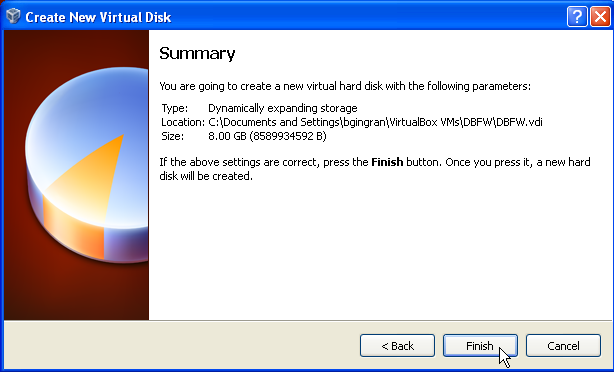 Create New Virtual Disk
Summary
You are going to create a new virtual hard disk with the following parameters:
Type: Dynamically expanding storage
Location: C:\Documents and Settings\bgingran\VirtualBox VMs\DBFW\DBFW.vdi
Size: 8.00 GB (8589934592 B)
If the above settings are correct, press the Finish button. Once you press it, a new hard
disk will be created.
< Back Finish Cancel